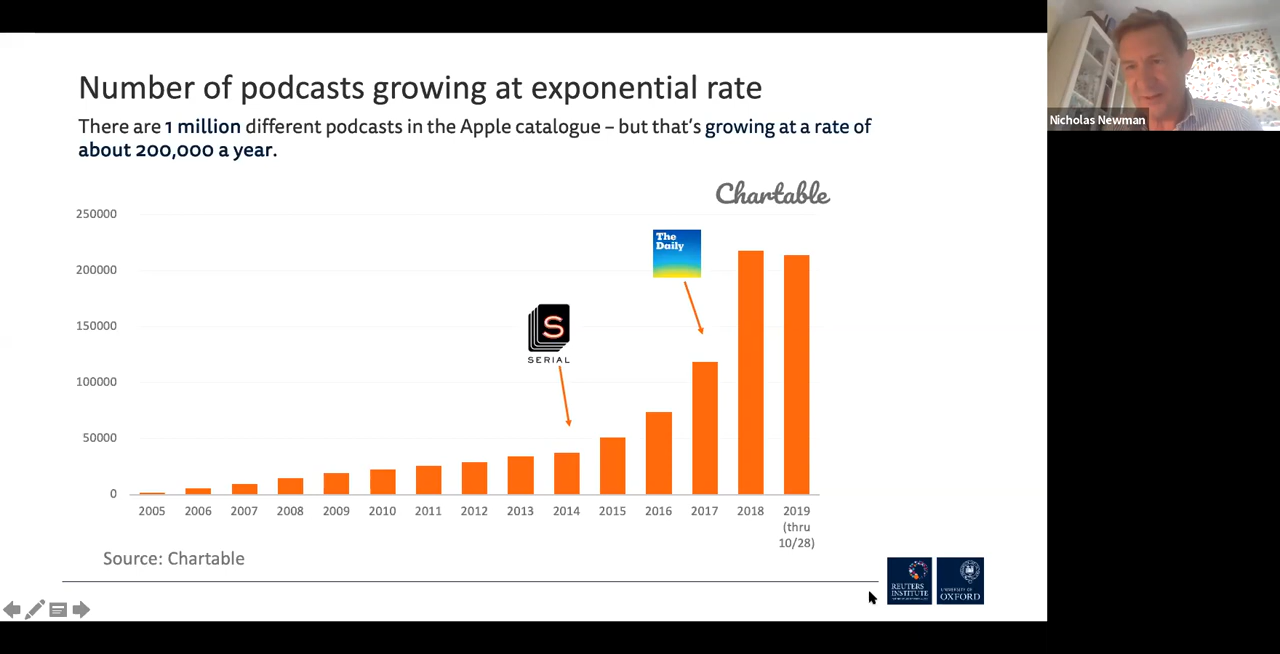 Number of podcasts growing at exponential rate
There are 1 million different podcasts in the Apple catalogue – but that's growing at a rate of
about 200,000 a year.
Nicholas Newman
Chartable
250000
200000
150000
100000
50000
0
The
Daily
S
SERIAL
2005 2006 2007 2008 2009 2010 2011 2012 2013 2014 2015 2016 2017 2018 2019
(thru
10/28)
Source: Chartable
REUTERS
INSTITUTE
UNIVERSITY OF
OXFORD